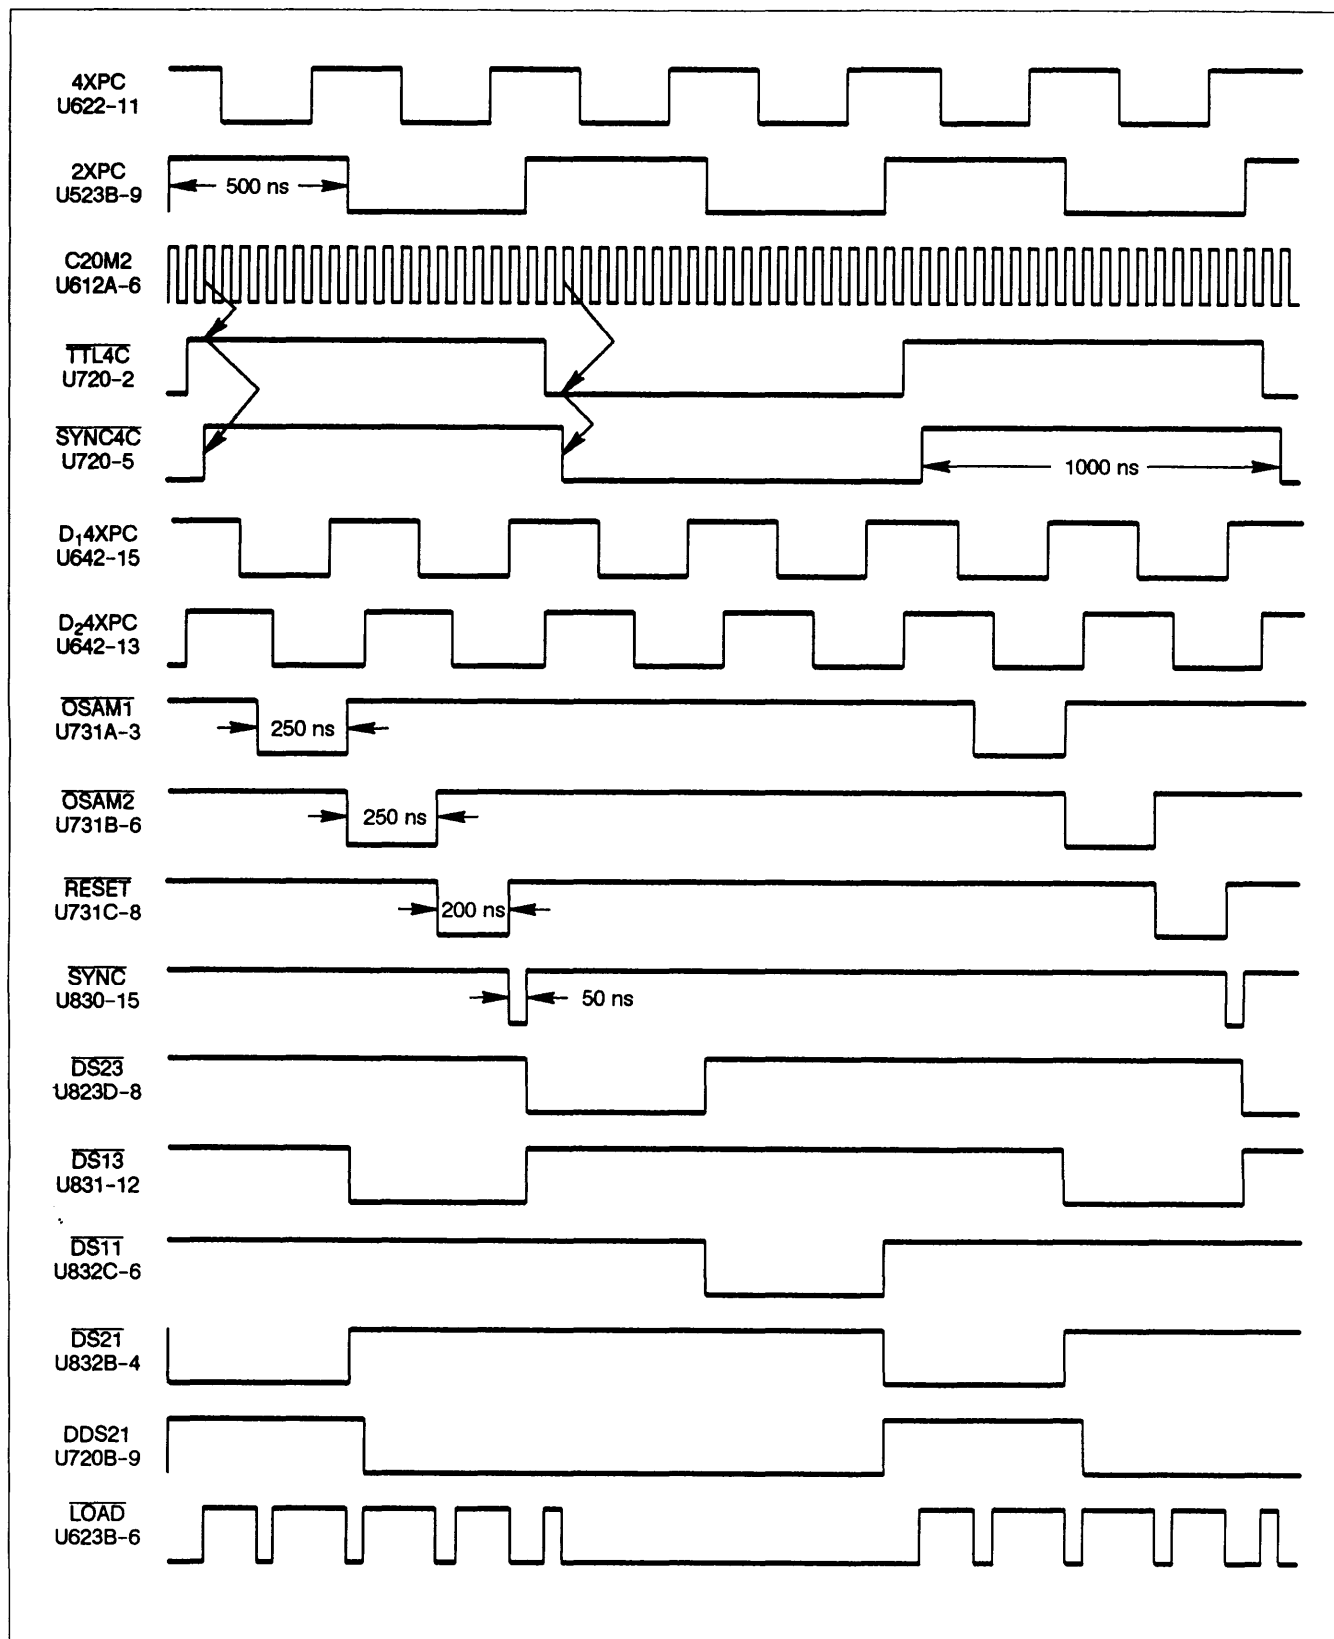 4XPC
U622-11
2XPC
U523B-9
500 ns
C20M2
U612A-6
TTL4C
U720-2
SYNC4C
U720-5
1000 ns
D₁4XPC
U642-15
D₂4XPC
U642-13
OSAM1
U731A-3
250 ns
OSAM2
U731B-6
250 ns
RESET
U731C-8
200 ns
SYNC
U830-15
50 ns
DS23
U823D-8
DS13
U831-12
DS11
U832C-6
DS21
U832B-4
DDS21
U720B-9
LOAD
U623B-6